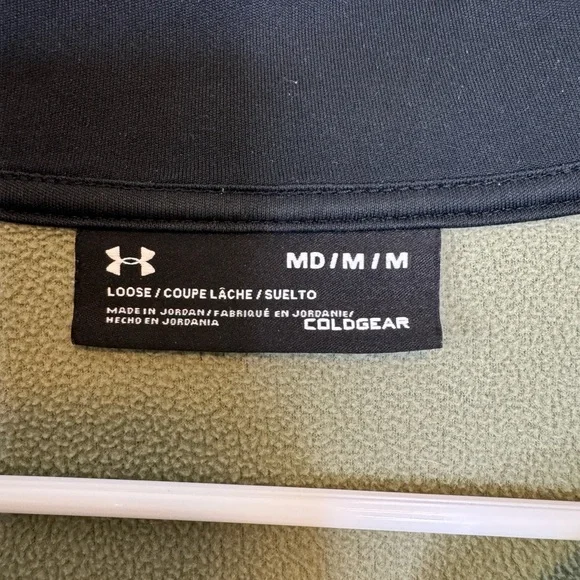 MD/M/M
LOOSE/COUPE LÂCHE/SUELTO
MADE IN JORDAN/FABRIQUÉ EN JORDANIE/
HECHO EN JORDANIA
COLDGEAR